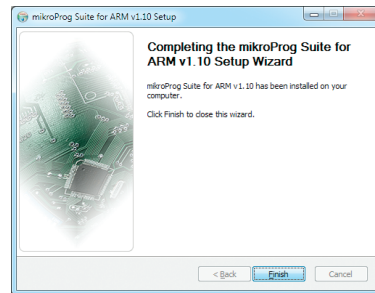 mikroProg Suite for ARM v1.10 Setup
Completing the mikroProg Suite for
ARM v1.10 Setup Wizard
mikroProg Suite for ARM v1.10 has been installed on your
computer.
Click Finish to close this wizard.
< Back Finish Cancel